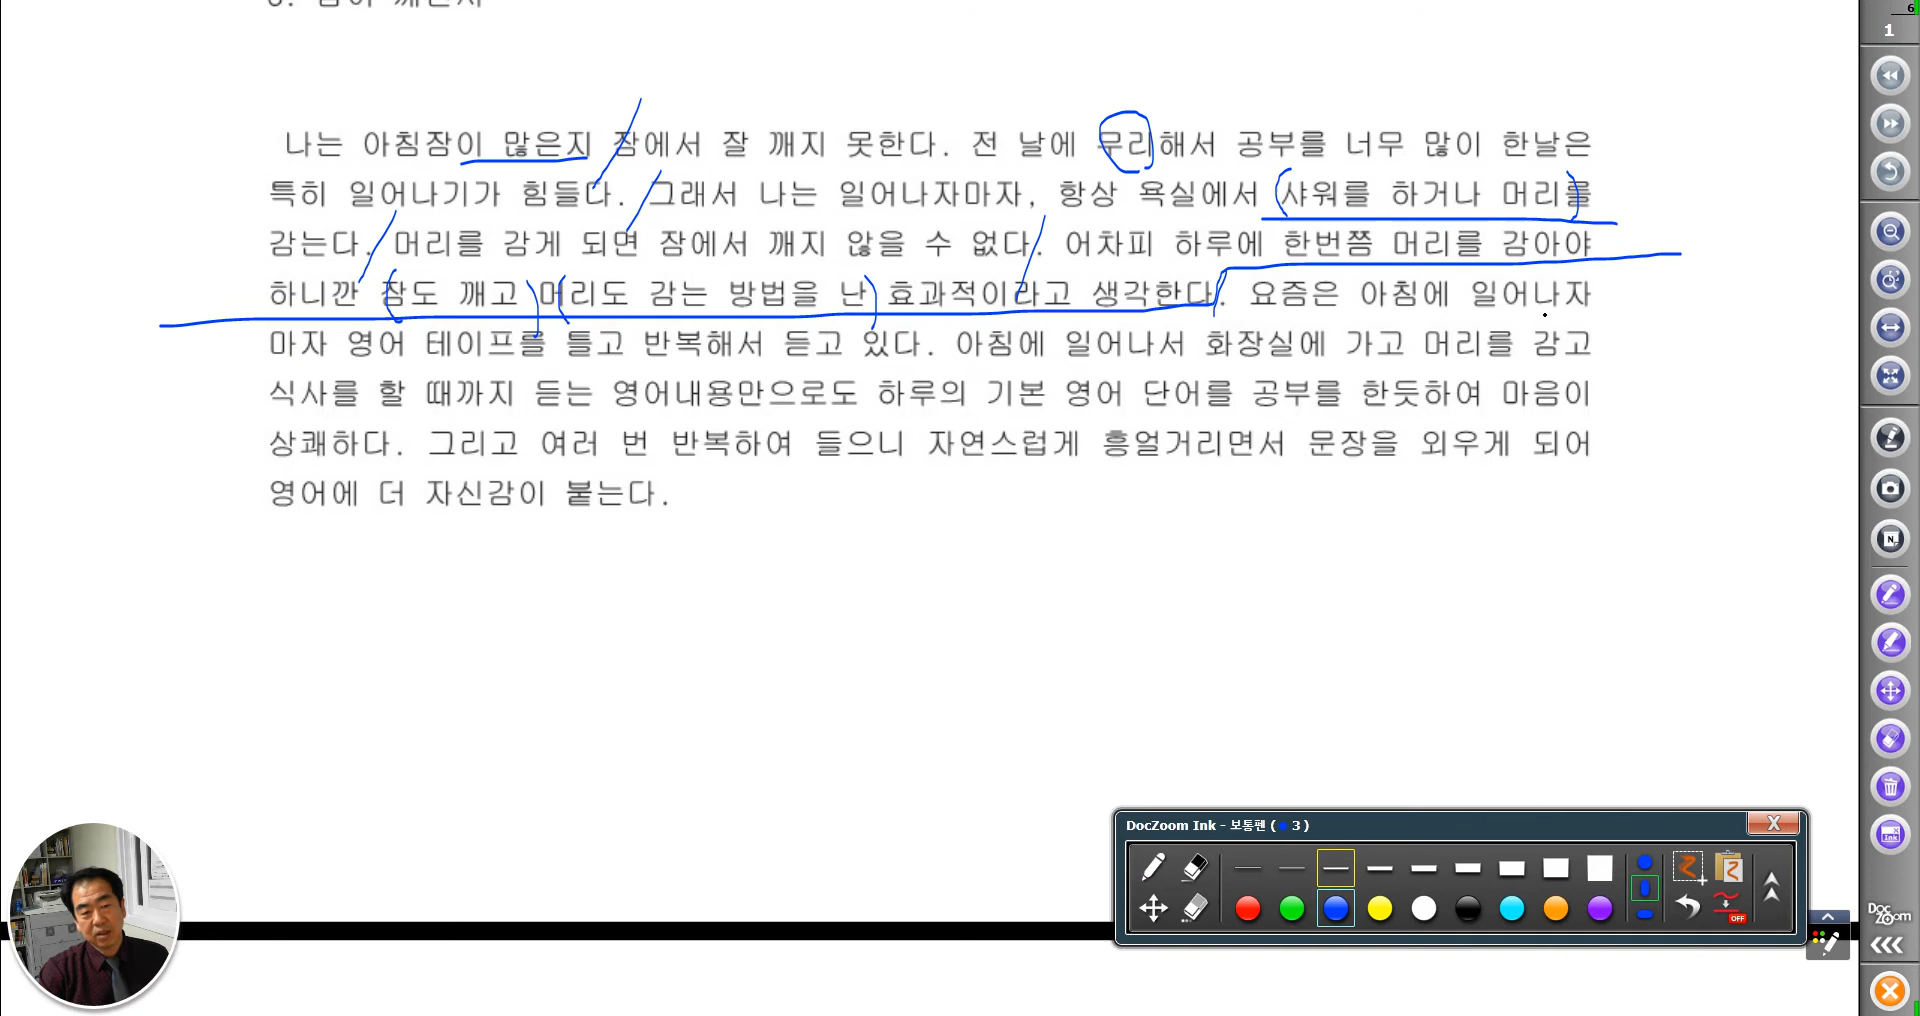 나는 아침잠이 많은지 잠에서 잘 깨지 못한다. 전 날에 무리해서 공부를 너무 많이 한날은
특히 일어나기가 힘들다. 그래서 나는 일어나자마자, 항상 욕실에서 샤워를 하거나 머리를
감는다. 머리를 감게 되면 잠에서 깨지 않을 수 없다. 어차피 하루에 한번쯤 머리를 감아야
하니깐 잠도 깨고 머리도 감는 방법을 난 효과적이라고 생각한다. 요즘은 아침에 일어나자
마자 영어 테이프를 틀고 반복해서 듣고 있다. 아침에 일어나서 화장실에 가고 머리를 감고
식사를 할 때까지 듣는 영어내용만으로도 하루의 기본 영어 단어를 공부를 한듯하여 마음이
상쾌하다. 그리고 여러 번 반복하여 들으니 자연스럽게 흥얼거리면서 문장을 외우게 되어
영어에 더 자신감이 붙는다.
6
1
N
Ink
Doc
Zoom
DocZoom Ink - 보통펜 ( 3 )
X
OFF